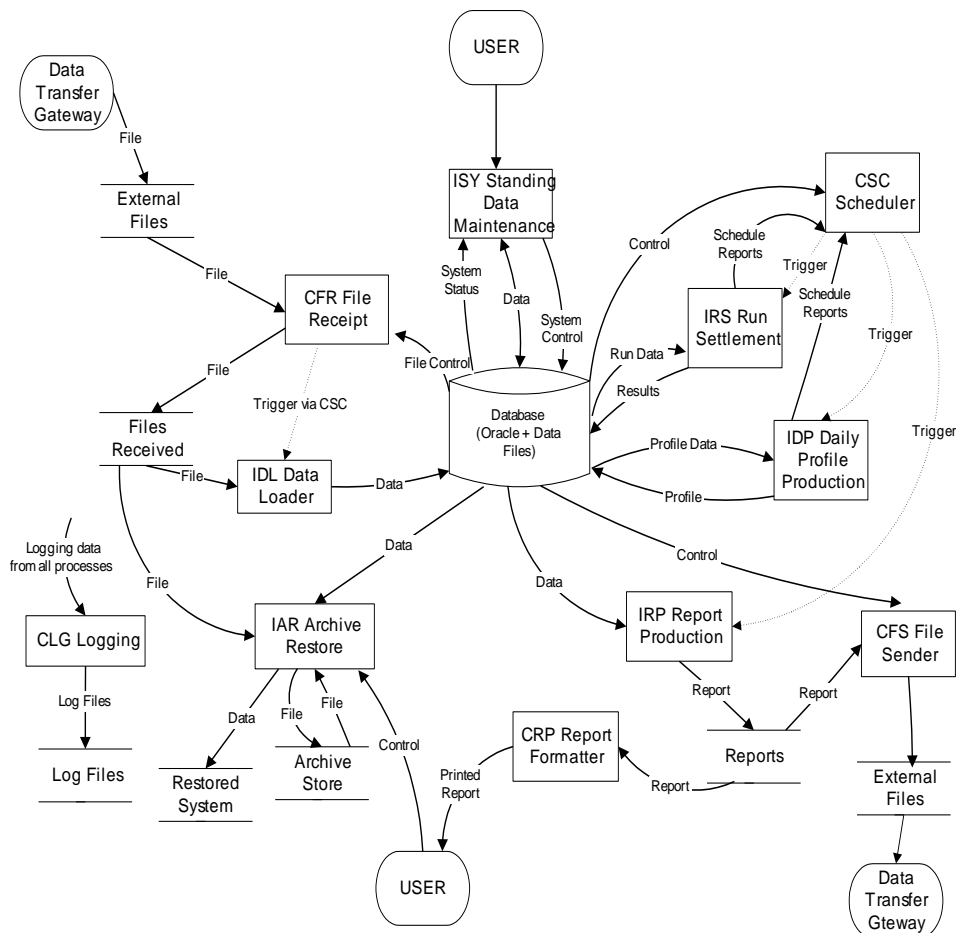 USER
Data
Transfer
Gateway
File
External
Files
ISY Standing
Data
Maintenance
CSC
Scheduler
Control
Schedule
Reports
Trigger
File
System
Status
Data
System
Control
CFR File
Receipt
IRS Run
Settlement
Schedule
Reports
Trigger
File
File Control
Run Data
Results
Trigger via CSC
Database
(Oracle + Data
Files)
Files
Received
Profile Data
IDP Daily
Profile
Production
Trigger
File
IDL Data
Loader
Data
Profile
Logging data
from all processes
File
Data
Data
Control
CLG Logging
IAR Archive
Restore
IRP Report
Production
CFS File
Sender
Log Files
Data
File
File
Control
Report
Report
Log Files
Restored
System
Archive
Store
CRP Report
Formatter
Reports
Printed
Report
Report
External
Files
USER
Data
Transfer
Gteway